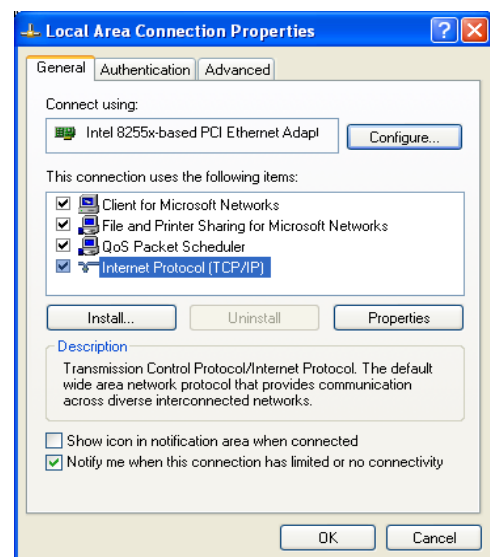 Local Area Connection Properties
General Authentication Advanced
Connect using:
Intel 8255x-based PCI Ethernet Adapt
Configure...
This connection uses the following items:
Client for Microsoft Networks
File and Printer Sharing for Microsoft Networks
QoS Packet Scheduler
Internet Protocol (TCP/IP)
Install... Uninstall Properties
Description
Transmission Control Protocol/Internet Protocol. The default
wide area network protocol that provides communication
across diverse interconnected networks.
Show icon in notification area when connected
Notify me when this connection has limited or no connectivity
OK Cancel